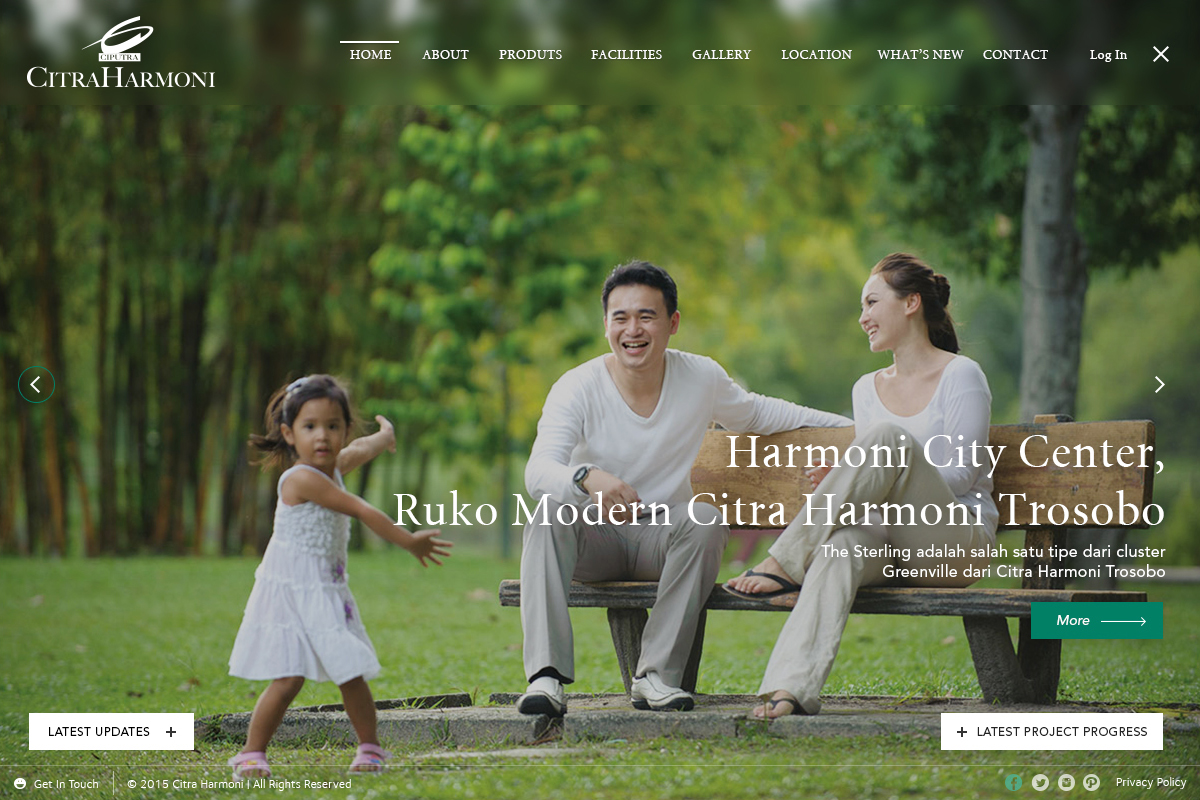 CIPUTRA
CITRAHARMONI
HOME ABOUT PRODUTS FACILITIES GALLERY LOCATION WHAT'S NEW CONTACT Log In
Harmoni City Center,
Ruko Modern Citra Harmoni Trosobo
The Sterling adalah salah satu tipe dari cluster
Greenville dari Citra Harmoni Trosobo
More
LATEST UPDATES +
+ LATEST PROJECT PROGRESS
Get In Touch | © 2015 Citra Harmoni | All Rights Reserved
Privacy Policy